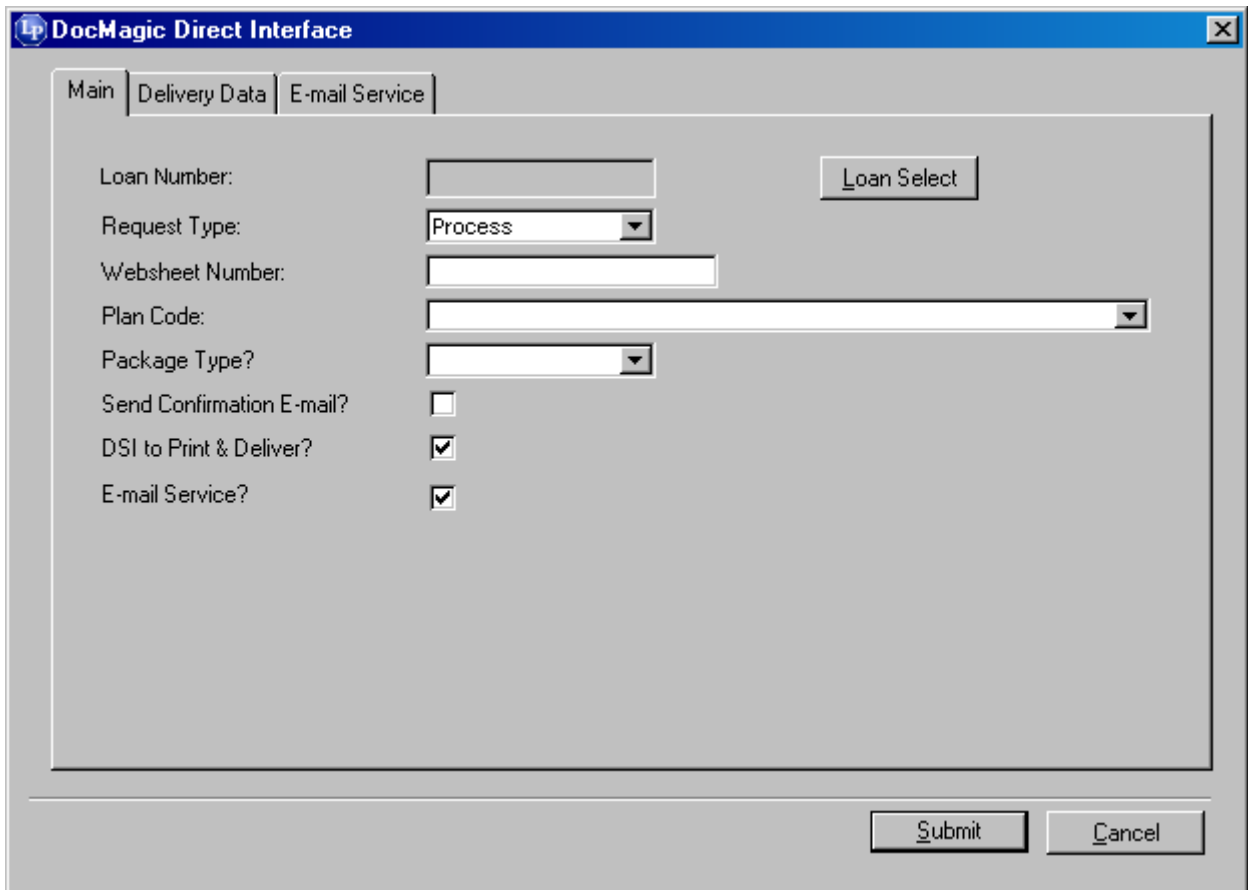 LP DocMagic Direct Interface
Main Delivery Data E-mail Service
Loan Number: Loan Select
Request Type: Process
Websheet Number:
Plan Code:
Package Type?
Send Confirmation E-mail?
DSI to Print & Deliver?
E-mail Service?
Submit Cancel